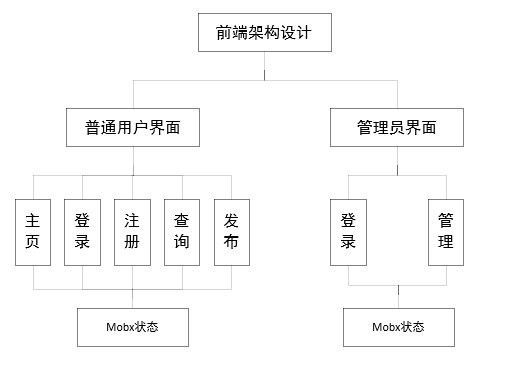 前端架构设计
普通用户界面
管理员界面
主页
登录
注册
查询
发布
登录
管理
Mobx状态
Mobx状态